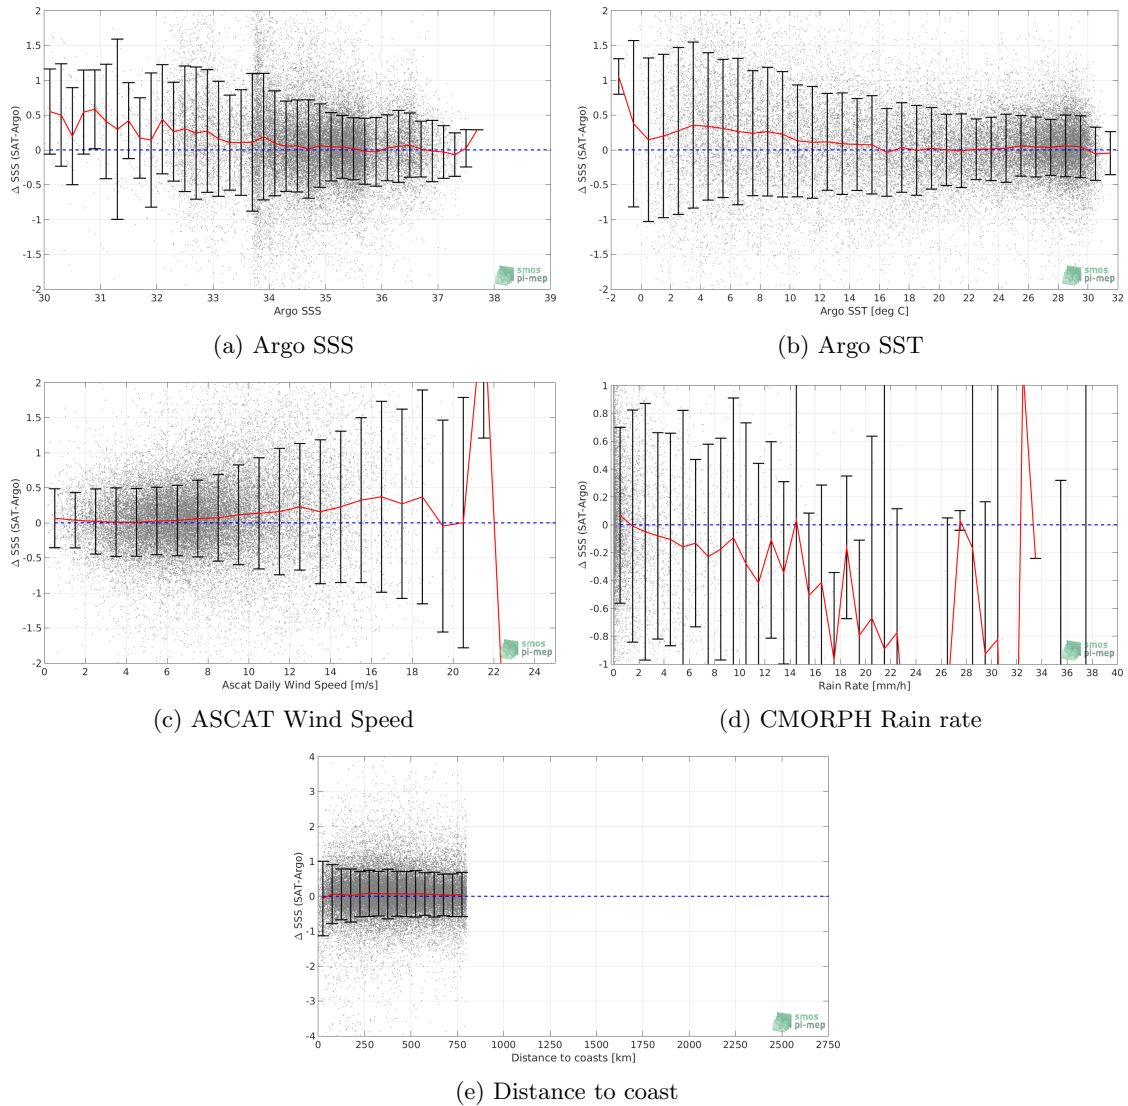 2
1.5
1
0.5
0
-0.5
-1
-1.5
-2
Δ SSS (SAT-Argo)
30 31 32 33 34 35 36 37 38 39
Argo SSS
smos
pi-mep
(a) Argo SSS
2
1.5
1
0.5
0
-0.5
-1
-1.5
-2
Δ SSS (SAT-Argo)
-2 0 2 4 6 8 10 12 14 16 18 20 22 24 26 28 30 32
Argo SST [deg C]
smos
pi-mep
(b) Argo SST
2
1.5
1
0.5
0
-0.5
-1
-1.5
-2
Δ SSS (SAT-Argo)
0 2 4 6 8 10 12 14 16 18 20 22 24
Ascat Daily Wind Speed [m/s]
smos
pi-mep
(c) ASCAT Wind Speed
1
0.8
0.6
0.4
0.2
0
-0.2
-0.4
-0.6
-0.8
-1
Δ SSS (SAT-Argo)
0 2 4 6 8 10 12 14 16 18 20 22 24 26 28 30 32 34 36 38 40
Rain Rate [mm/h]
smos
pi-mep
(d) CMORPH Rain rate
4
3
2
1
0
-1
-2
-3
-4
Δ SSS (SAT-Argo)
0 250 500 750 1000 1250 1500 1750 2000 2250 2500 2750
Distance to coasts [km]
smos
pi-mep
(e) Distance to coast